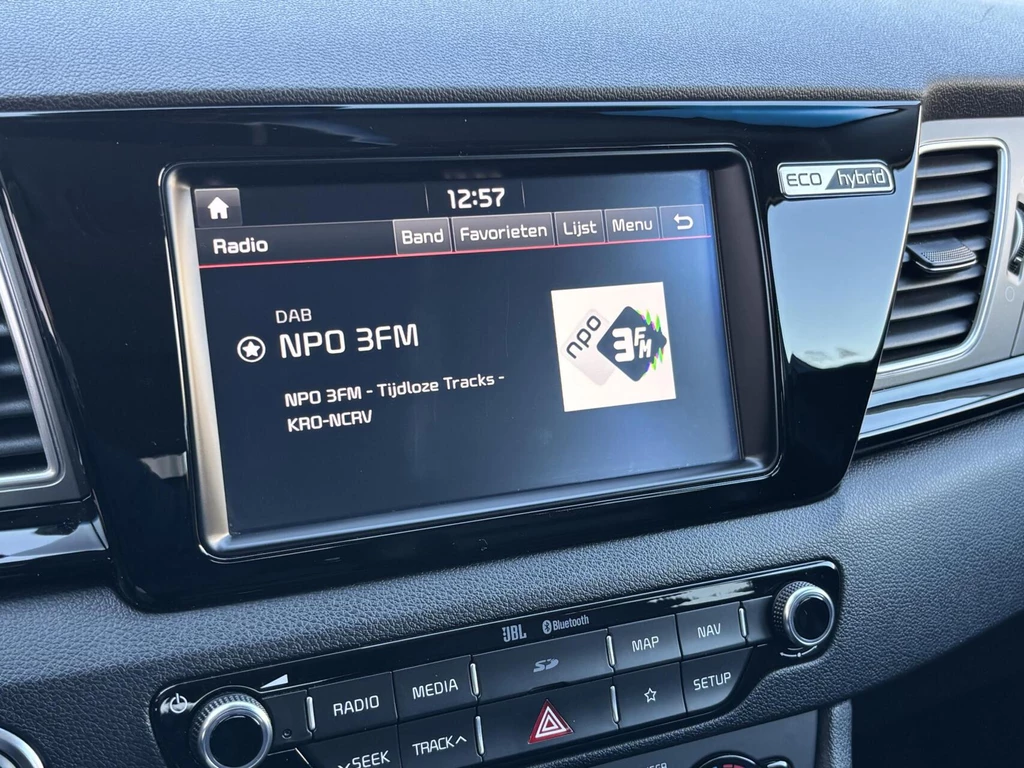 12:57
ECO hybrid
Radio Band Favorieten Lijst Menu
DAB
NPO 3FM
npo 3FM
NPO 3FM - Tijdloze Tracks -
KRO-NCRV
JBL Bluetooth
RADIO MEDIA SD MAP NAV
SEEK TRACK SETUP